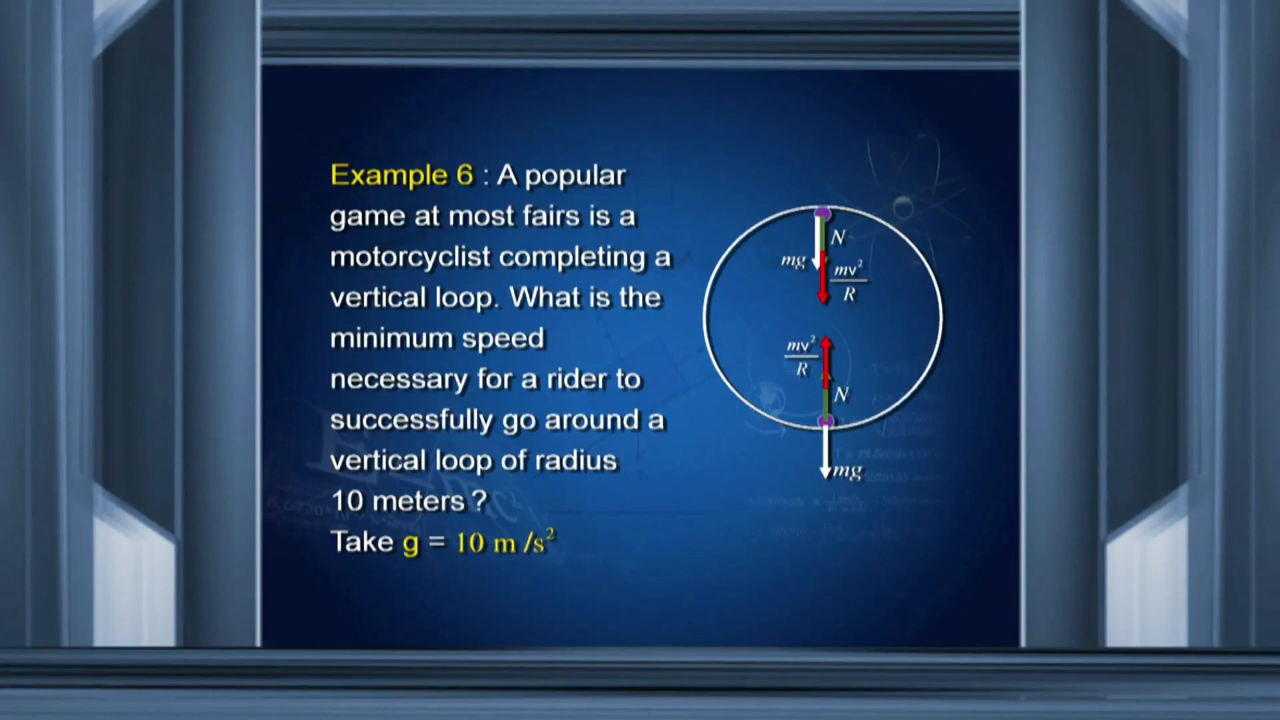 Example 6 : A popular
game at most fairs is a
motorcyclist completing a
vertical loop. What is the
minimum speed
necessary for a rider to
successfully go around a
vertical loop of radius
10 meters ?
Take g = 10 m /s²
N
mg
mv²
R
mv²
R
N
mg